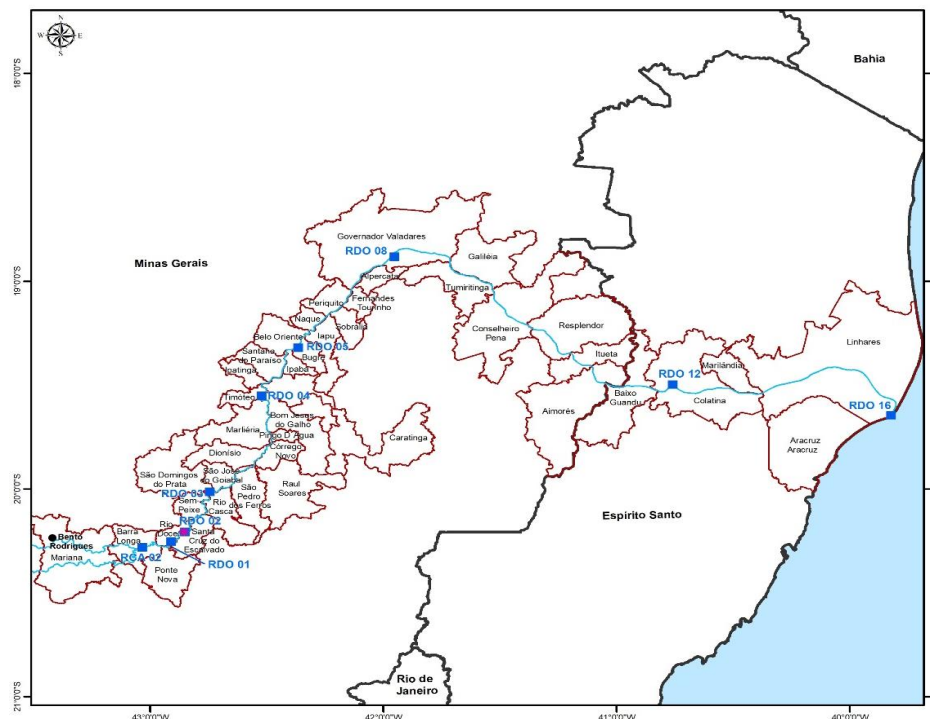 N
W
E
S
Bahia
18°0'0"S
Governador Valadares
RDO 08
Galiléia
Minas Gerais
Alpercata
19°0'0"S
Tumiritinga
Periquito
Fernandes
Tourinho
Naque
Sobrália
Resplendor
Conselheiro
Pena
Belo Oriente
Iapu
Linhares
RDO 05
Santana
do Paraíso
Bugre
Itueta
Marilândia
Ipatinga
Ipaba
RDO 12
Timóteo
RDO 04
Baixo
Guandu
Colatina
RDO 16
Aimorés
Bom Jesus
do Galho
Marliéria
Pingo D'Água
Caratinga
Aracruz
Aracruz
Córrego
Novo
Dionísio
São José
do Goiabal
São Domingos
do Prata
Raul
Soares
RDO 03
São
Pedro
dos Ferros
20°0'0"S
Sem
Peixe
Rio
Casca
Espírito Santo
RDO 02
Rio
Doce
Santa
Cruz do
Escalvado
Barra
Longa
Bento
Rodrigues
Mariana
RCA 02
RDO 01
Ponte
Nova
Rio de
Janeiro
21°0'0"S
43°0'0"W
42°0'0"W
41°0'0"W
40°0'0"W